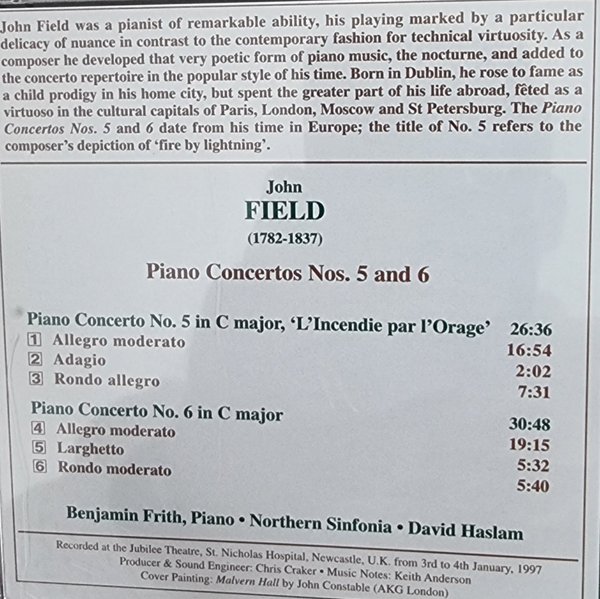 John Field was a pianist of remarkable ability, his playing marked by a particular
delicacy of nuance in contrast to the contemporary fashion for technical virtuosity. As a
composer he developed that very poetic form of piano music, the nocturne, and added to
the concerto repertoire in the popular style of his time. Born in Dublin, he rose to fame as
a child prodigy in his home city, but spent the greater part of his life abroad, fêted as a
virtuoso in the cultural capitals of Paris, London, Moscow and St Petersburg. The Piano
Concertos Nos. 5 and 6 date from his time in Europe; the title of No. 5 refers to the
composer's depiction of 'fire by lightning'.
John
FIELD
(1782-1837)
Piano Concertos Nos. 5 and 6
Piano Concerto No. 5 in C major, 'L'Incendie par l'Orage' 26:36
1 Allegro moderato 16:54
2 Adagio 2:02
3 Rondo allegro 7:31
Piano Concerto No. 6 in C major 30:48
4 Allegro moderato 19:15
5 Larghetto 5:32
6 Rondo moderato 5:40
Benjamin Frith, Piano • Northern Sinfonia • David Haslam
Recorded at the Jubilee Theatre, St. Nicholas Hospital, Newcastle, U.K. from 3rd to 4th January, 1997
Producer & Sound Engineer: Chris Craker • Music Notes: Keith Anderson
Cover Painting: Malvern Hall by John Constable (AKG London)